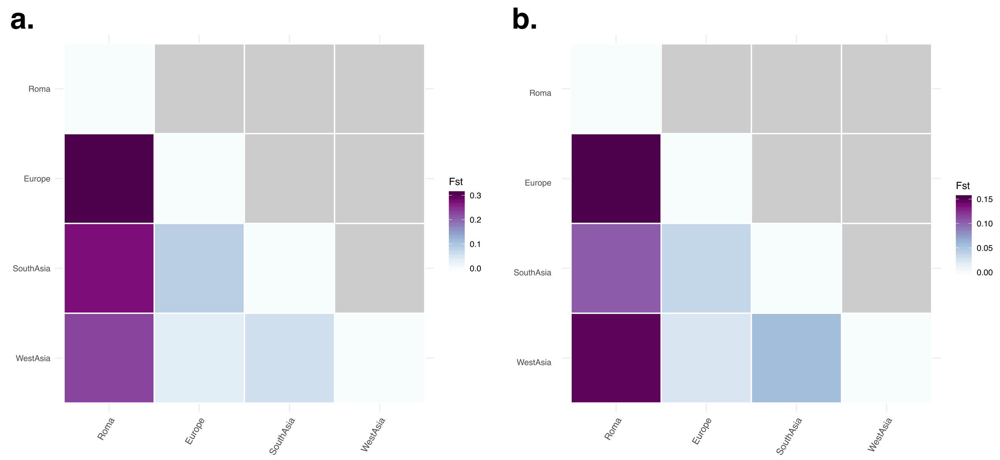 a.
Roma
Europe
SouthAsia
WestAsia
Roma
Europe
SouthAsia
WestAsia
Fst
0.3
0.2
0.1
0.0
b.
Roma
Europe
SouthAsia
WestAsia
Roma
Europe
SouthAsia
WestAsia
Fst
0.15
0.10
0.05
0.00